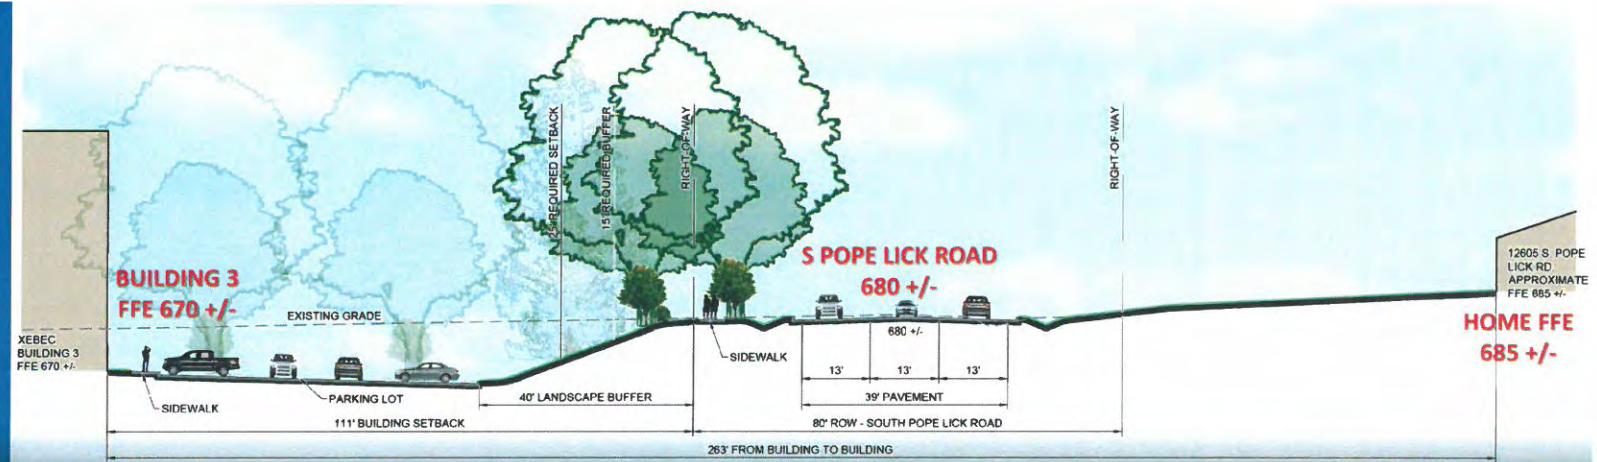 25' REQUIRED SETBACK
15' REQUIRED BUFFER
RIGHT-OF-WAY
RIGHT-OF-WAY
BUILDING 3
FFE 670 +/-
S POPE LICK ROAD
680 +/-
12605 S. POPE
LICK RD.
APPROXIMATE
FFE 685 +/-
HOME FFE
685 +/-
EXISTING GRADE
XEBEC
BUILDING 3
FFE 670 +/-
680 +/-
SIDEWALK
13'
13'
13'
SIDEWALK
PARKING LOT
40' LANDSCAPE BUFFER
39' PAVEMENT
111' BUILDING SETBACK
80' ROW - SOUTH POPE LICK ROAD
263' FROM BUILDING TO BUILDING